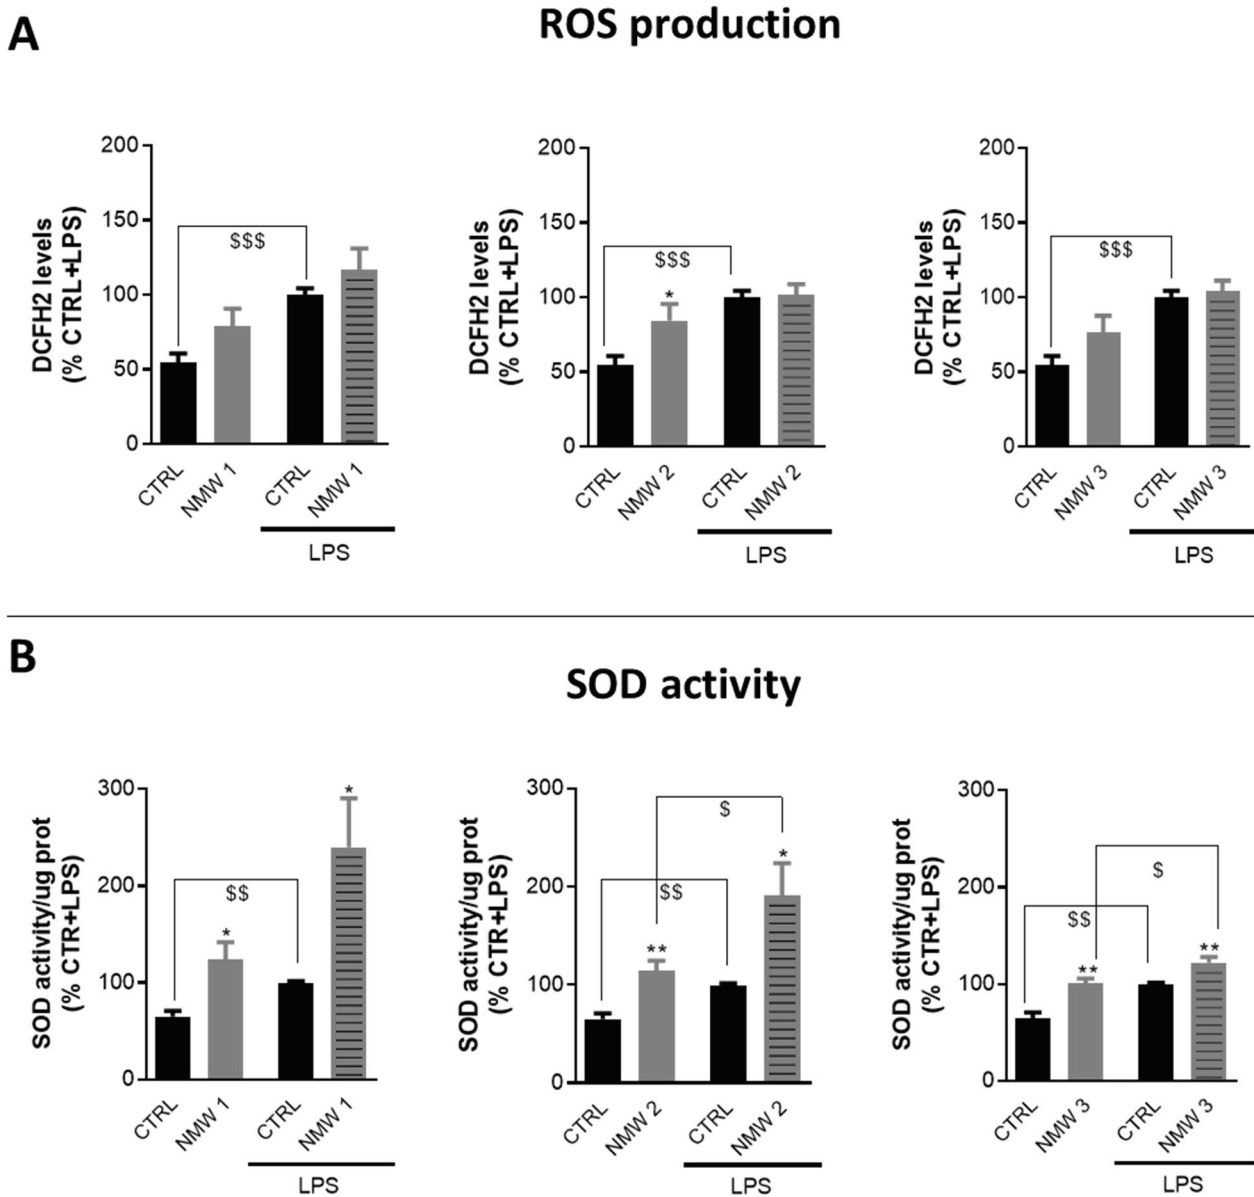 A
ROS production
DCFH2 levels
(% CTRL+LPS)
200
150
100
50
0
$$$
CTRL
NMW 1
CTRL
NMW 1
LPS
DCFH2 levels
(% CTRL+LPS)
200
150
100
50
0
$$$
*
CTRL
NMW 2
CTRL
NMW 2
LPS
DCFH2 levels
(% CTRL+LPS)
200
150
100
50
0
$$$
CTRL
NMW 3
CTRL
NMW 3
LPS
B
SOD activity
SOD activity/ug prot
(% CTR+LPS)
300
200
100
0
$$
*
*
CTRL
NMW 1
CTRL
NMW 1
LPS
SOD activity/ug prot
(% CTR+LPS)
300
200
100
0
$
$$
**
*
CTRL
NMW 2
CTRL
NMW 2
LPS
SOD activity/ug prot
(% CTR+LPS)
300
200
100
0
$
$$
**
**
CTRL
NMW 3
CTRL
NMW 3
LPS